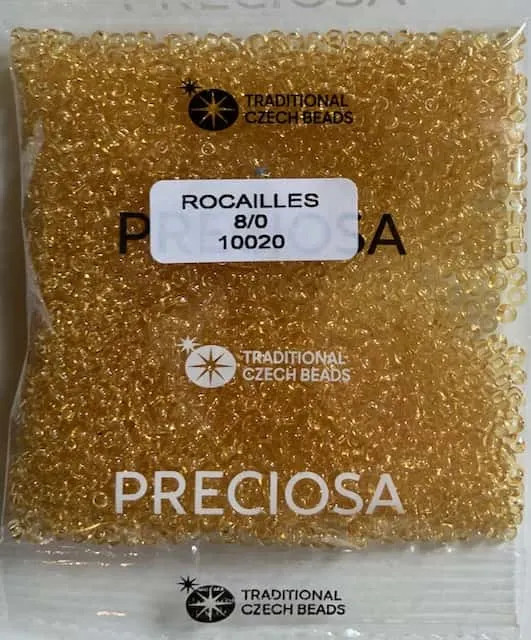 PRECIOSA
TRADITIONAL
CZECH BEADS
ROCAILLES
8/0
10020
PRECIOSA
TRADITIONAL
CZECH BEADS
PRECIOSA
TRADITIONAL
CZECH BEADS